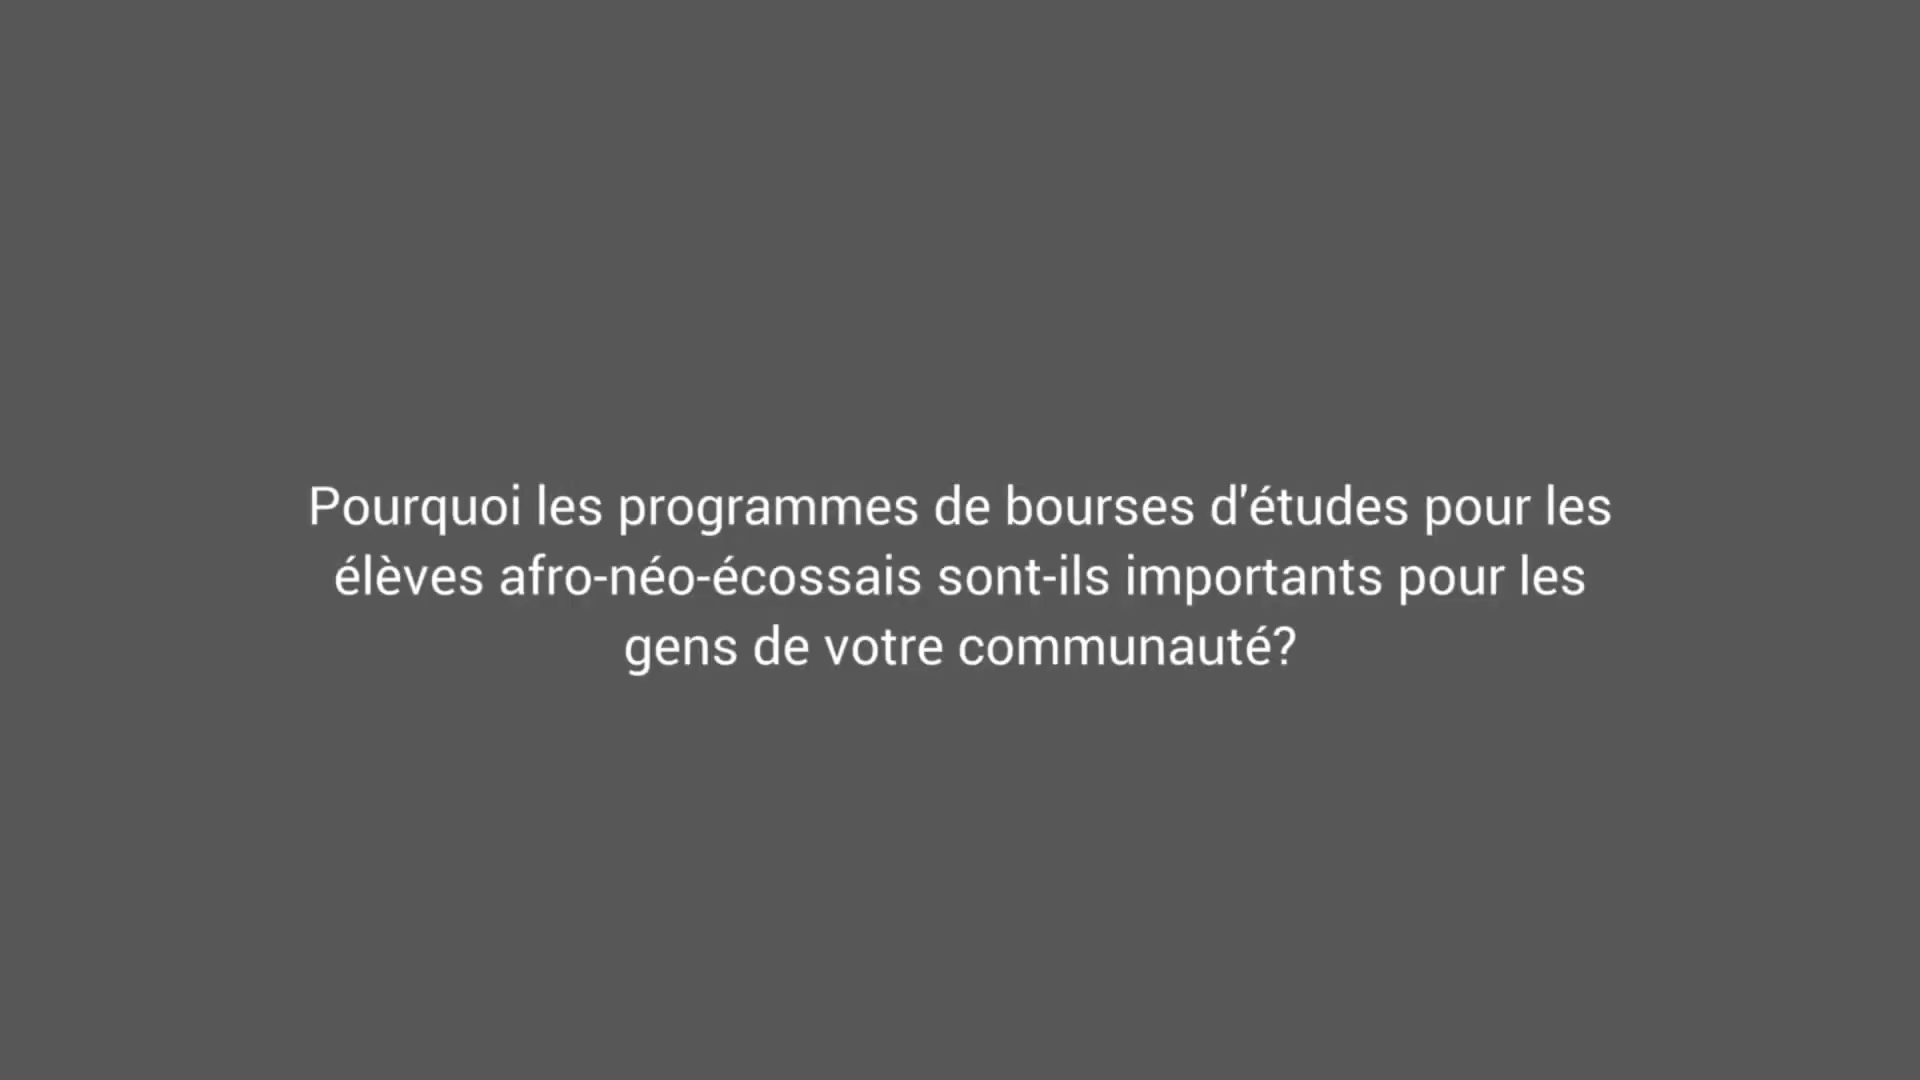 Pourquoi les programmes de bourses d'études pour les
élèves afro-néo-écossais sont-ils importants pour les
gens de votre communauté?